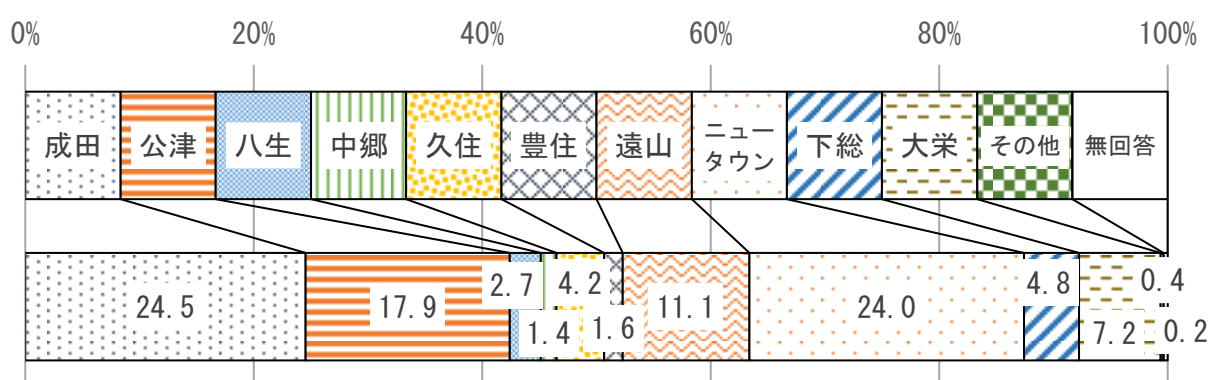 0% 20% 40% 60% 80% 100%
成田 公津 八生 中郷 久住 豊住 遠山 ニュー
タウン 下総 大栄 その他 無回答
24.5 17.9 2.7 1.4 4.2 1.6 11.1 24.0 4.8 7.2 0.4 0.2